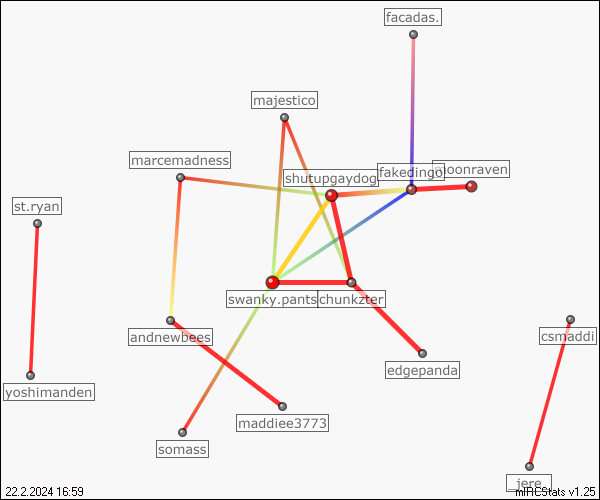 facadas.
majestico
marcemadness
shutupgaydog
fakedingo
moonraven
st.ryan
swanky.pants
chunkzter
andnewbees
csmaddi
yoshimanden
edgepanda
maddiee3773
somass
_jere_
22.2.2024 16:59
mIRCStats v1.25